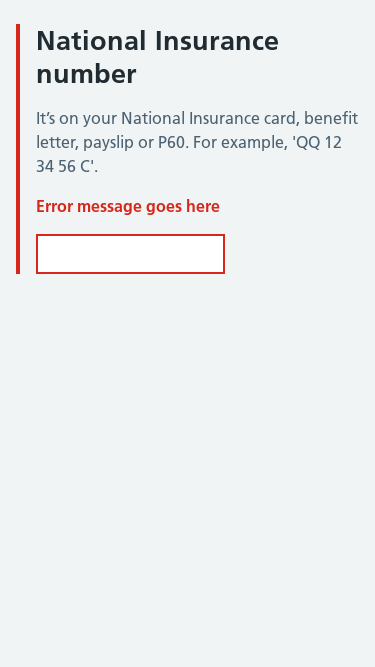 National Insurance
number
It’s on your National Insurance card, benefit
letter, payslip or P60. For example, 'QQ 12
34 56 C'.
Error message goes here